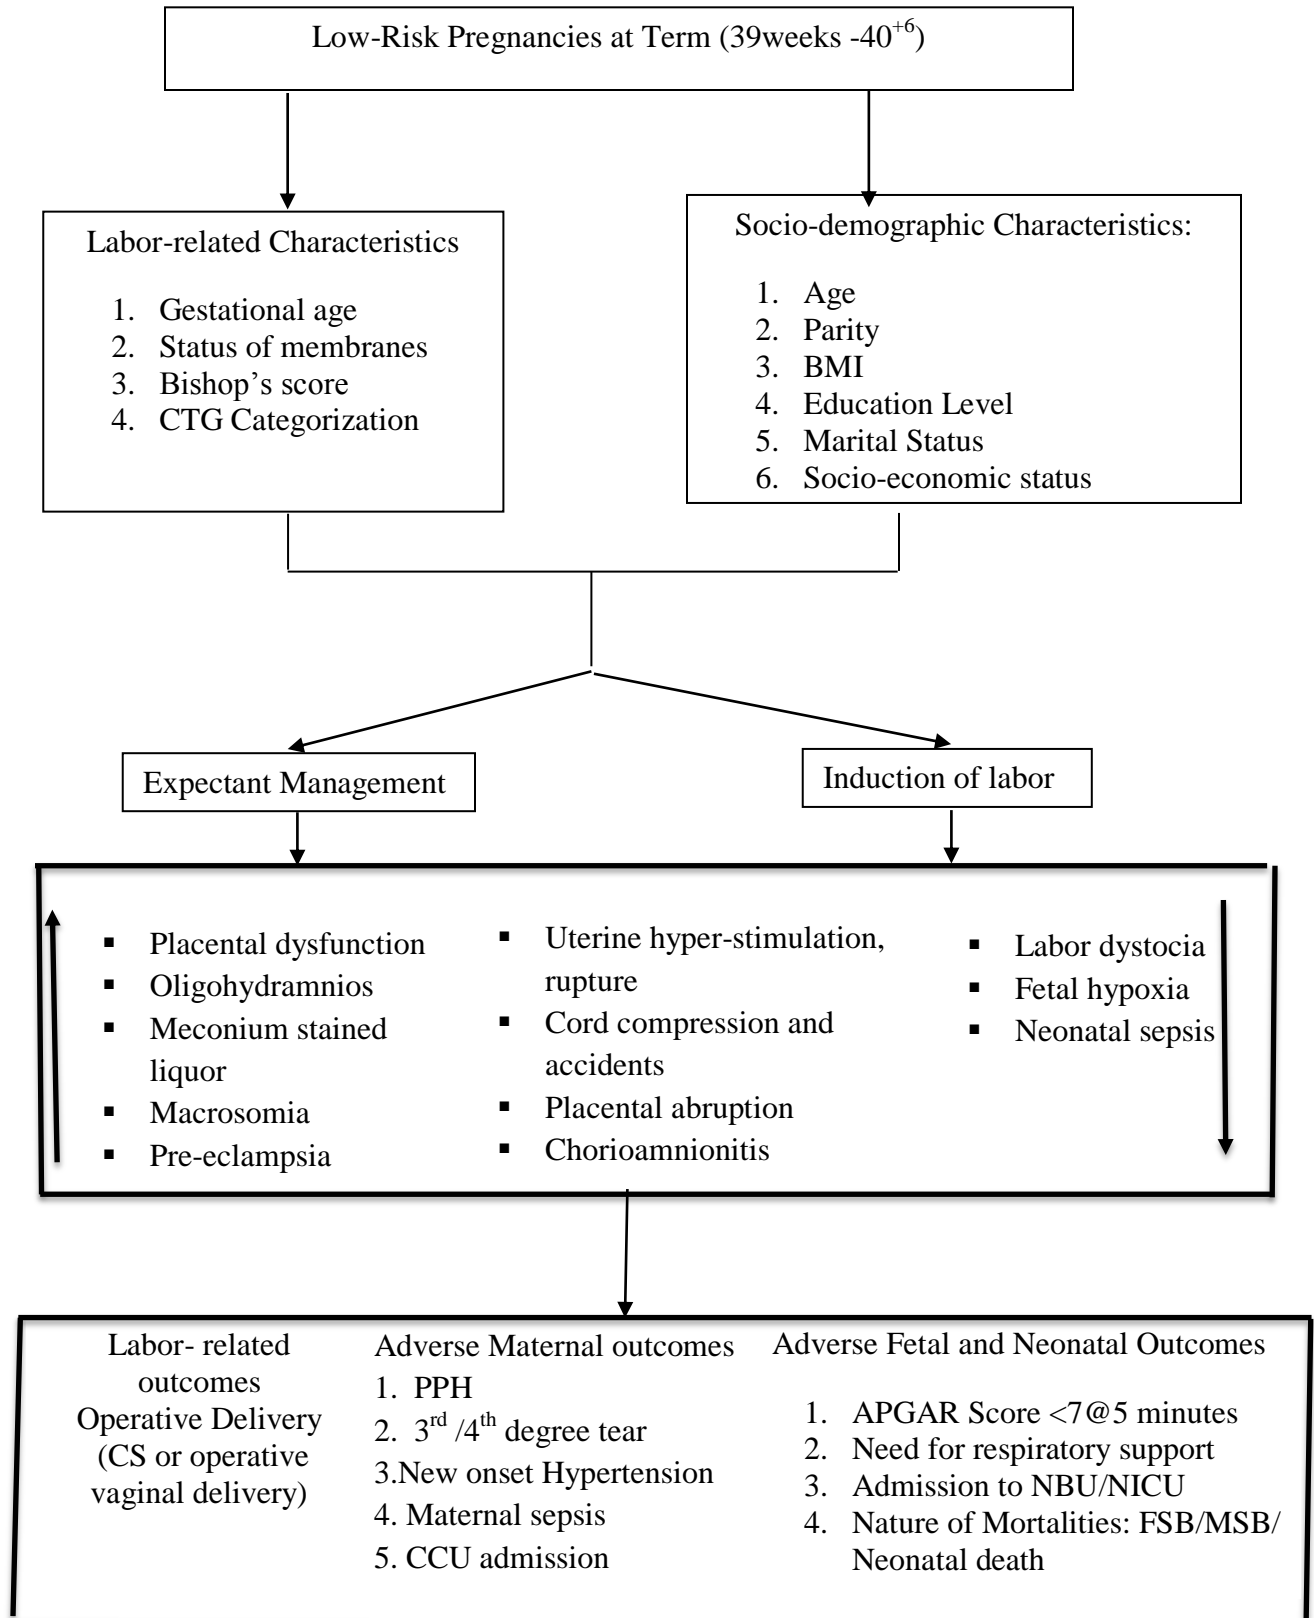 Low-Risk Pregnancies at Term (39weeks -40+6)
Labor-related Characteristics
1. Gestational age
2. Status of membranes
3. Bishop’s score
4. CTG Categorization
Socio-demographic Characteristics:
1. Age
2. Parity
3. BMI
4. Education Level
5. Marital Status
6. Socio-economic status
Expectant Management
Induction of labor
▪ Placental dysfunction
▪ Oligohydramnios
▪ Meconium stained
liquor
▪ Macrosomia
▪ Pre-eclampsia
▪ Uterine hyper-stimulation,
rupture
▪ Cord compression and
accidents
▪ Placental abruption
▪ Chorioamnionitis
▪ Labor dystocia
▪ Fetal hypoxia
▪ Neonatal sepsis
Labor- related
outcomes
Operative Delivery
(CS or operative
vaginal delivery)
Adverse Maternal outcomes
1. PPH
2. 3rd /4th degree tear
3.New onset Hypertension
4. Maternal sepsis
5. CCU admission
Adverse Fetal and Neonatal Outcomes
1. APGAR Score <7@5 minutes
2. Need for respiratory support
3. Admission to NBU/NICU
4. Nature of Mortalities: FSB/MSB/
Neonatal death